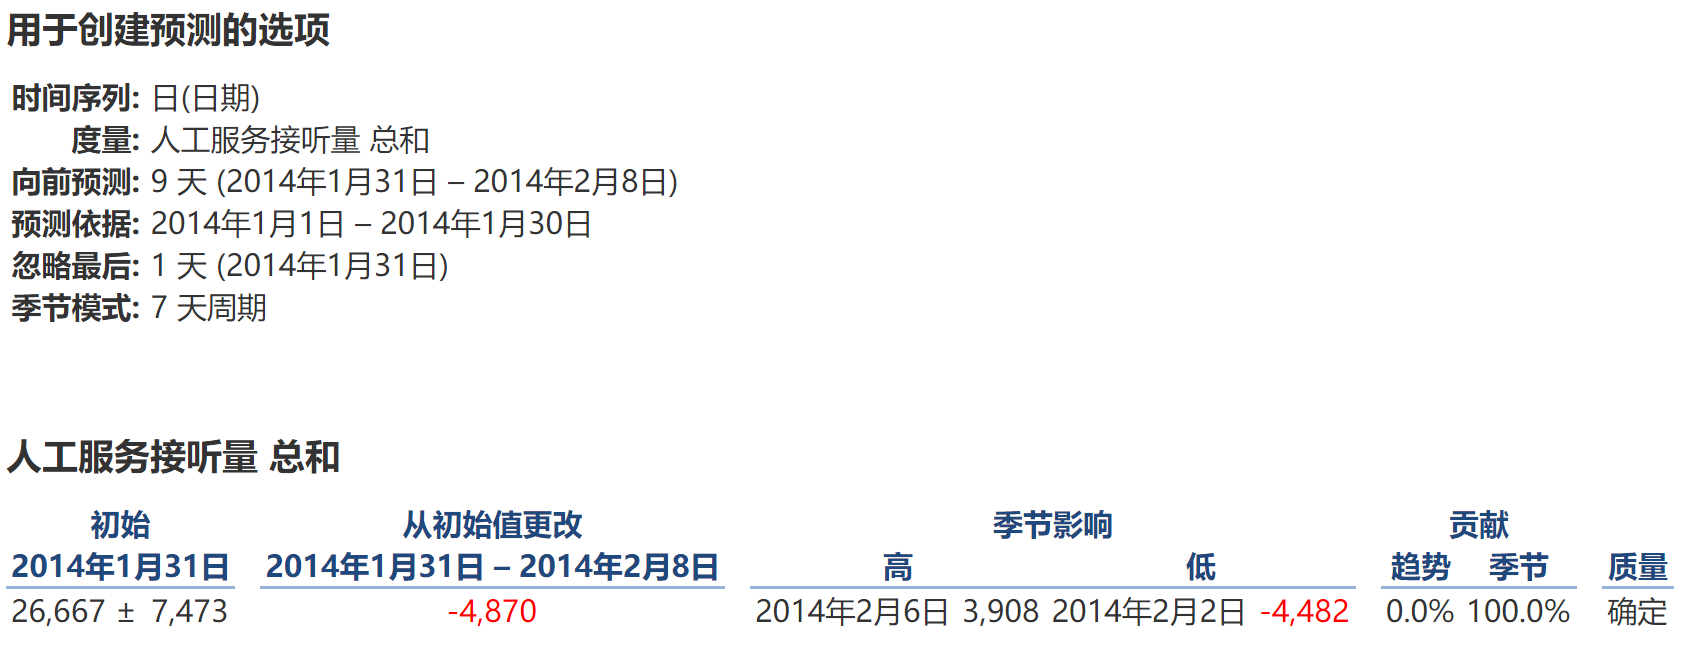 用于创建预测的选项
时间序列: 日(日期)
度量: 人工服务接听量 总和
向前预测: 9 天 (2014年1月31日 – 2014年2月8日)
预测依据: 2014年1月1日 – 2014年1月30日
忽略最后: 1 天 (2014年1月31日)
季节模式: 7 天周期
人工服务接听量 总和
初始 从初始值更改 季节影响 贡献
2014年1月31日 2014年1月31日 – 2014年2月8日 高 低 趋势 季节 质量
26,667 ± 7,473 -4,870 2014年2月6日 3,908 2014年2月2日 -4,482 0.0% 100.0% 确定